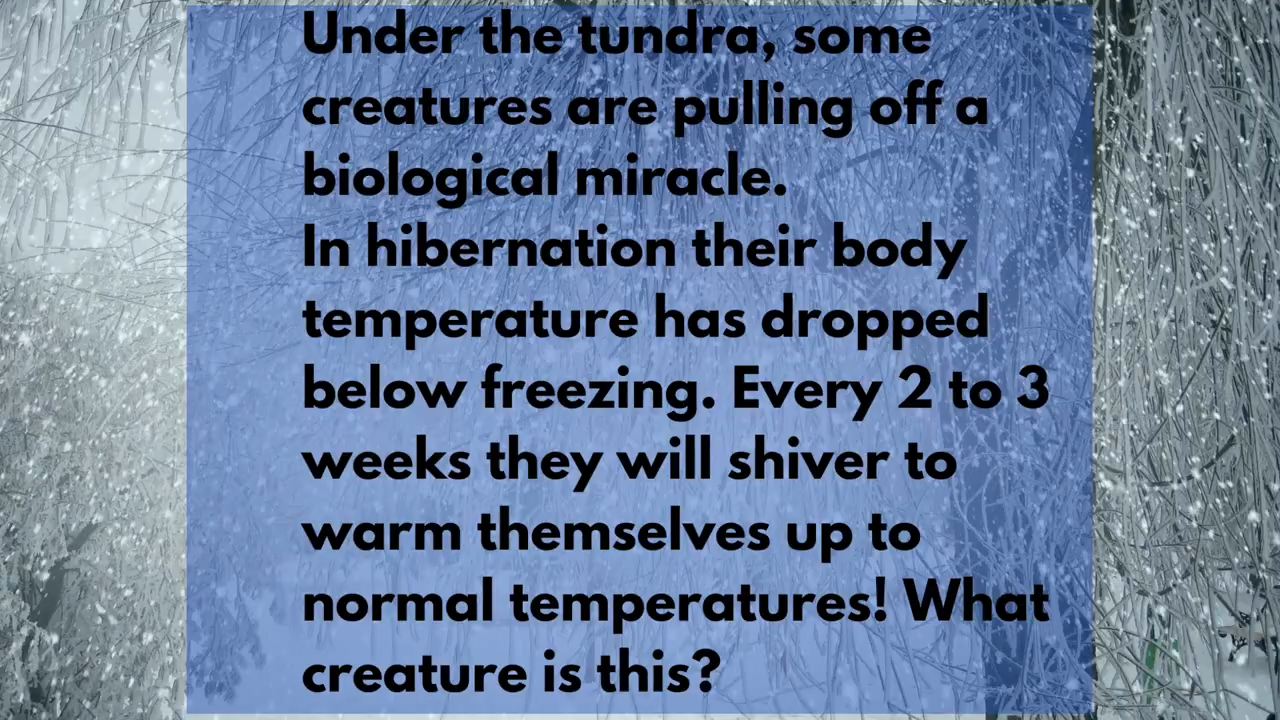 Under the tundra, some
creatures are pulling off a
biological miracle.
In hibernation their body
temperature has dropped
below freezing. Every 2 to 3
weeks they will shiver to
warm themselves up to
normal temperatures! What
creature is this?